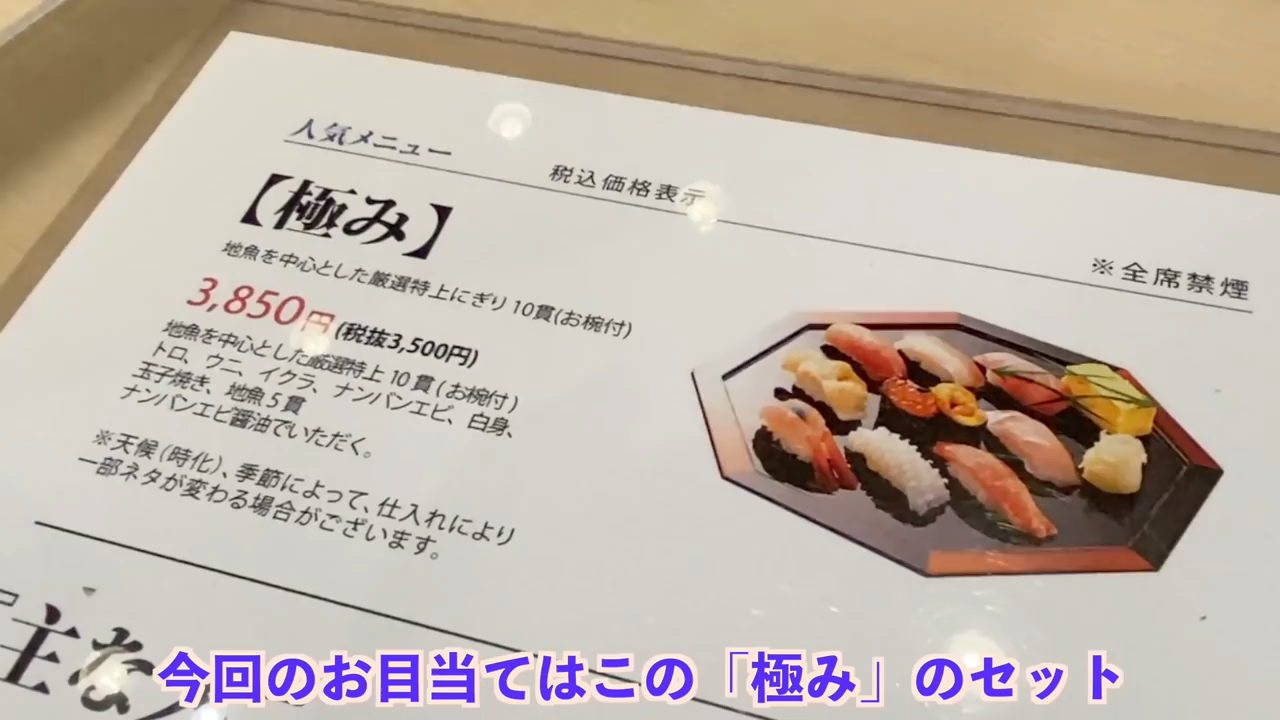 人気メニュー
税込価格表示
※全席禁煙
【極み】
地魚を中心とした厳選特上にぎり10貫(お椀付)
3,850円(税抜3,500円)
地魚を中心とした厳選特上10貫(お椀付)
トロ、ウニ、イクラ、ナンバンエビ、白身、
玉子焼き、地魚5貫
ナンバンエビ醤油でいただく。
※天候(時化)、季節によって、仕入れにより
一部ネタが変わる場合がございます。
主な
今回のお目当てはこの「極み」のセット